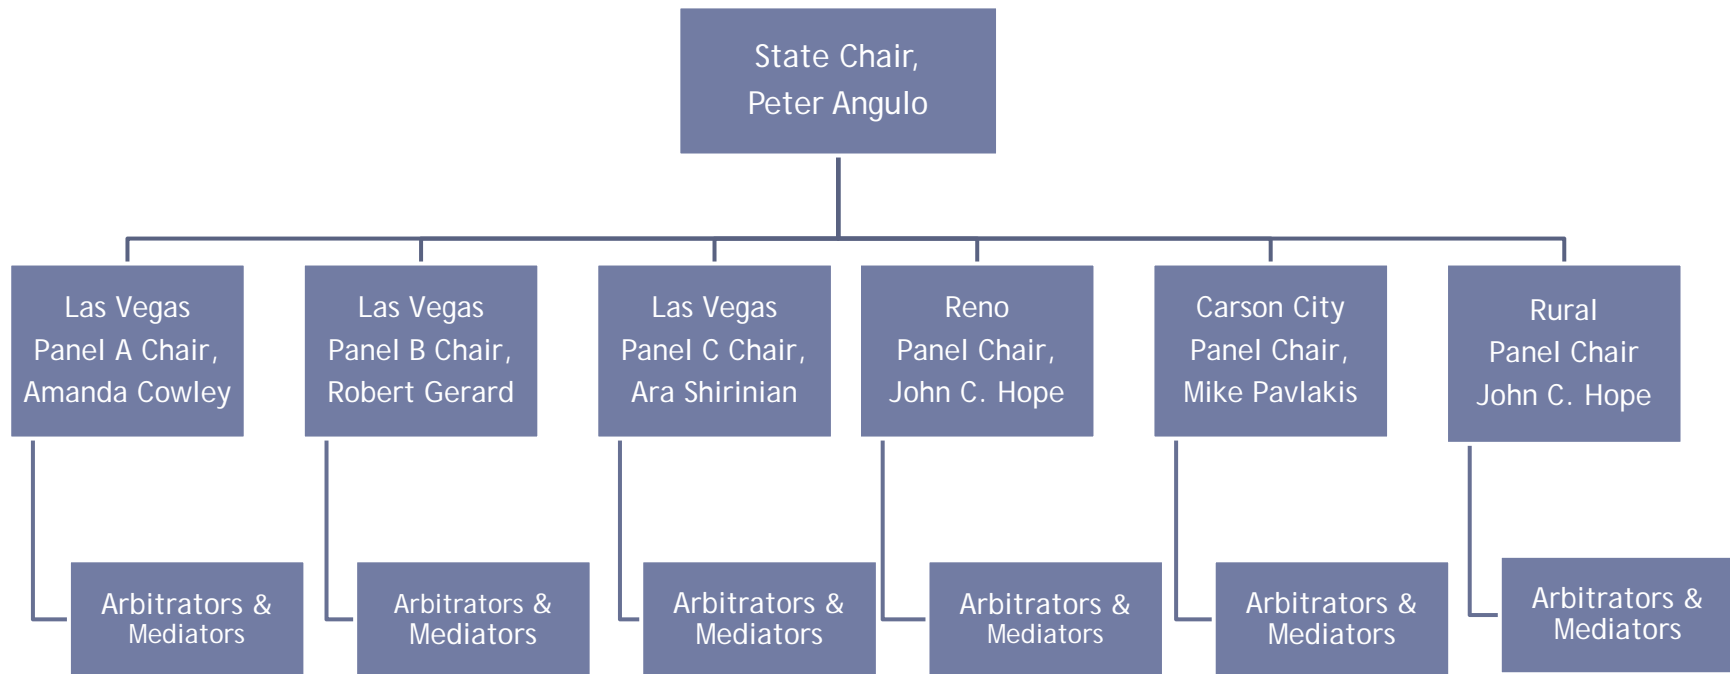 State Chair,
Peter Angulo
Las Vegas
Panel A Chair,
Amanda Cowley
Las Vegas
Panel B Chair,
Robert Gerard
Las Vegas
Panel C Chair,
Ara Shirinian
Reno
Panel Chair,
John C. Hope
Carson City
Panel Chair,
Mike Pavlakis
Rural
Panel Chair
John C. Hope
Arbitrators &
Mediators
Arbitrators &
Mediators
Arbitrators &
Mediators
Arbitrators &
Mediators
Arbitrators &
Mediators
Arbitrators &
Mediators